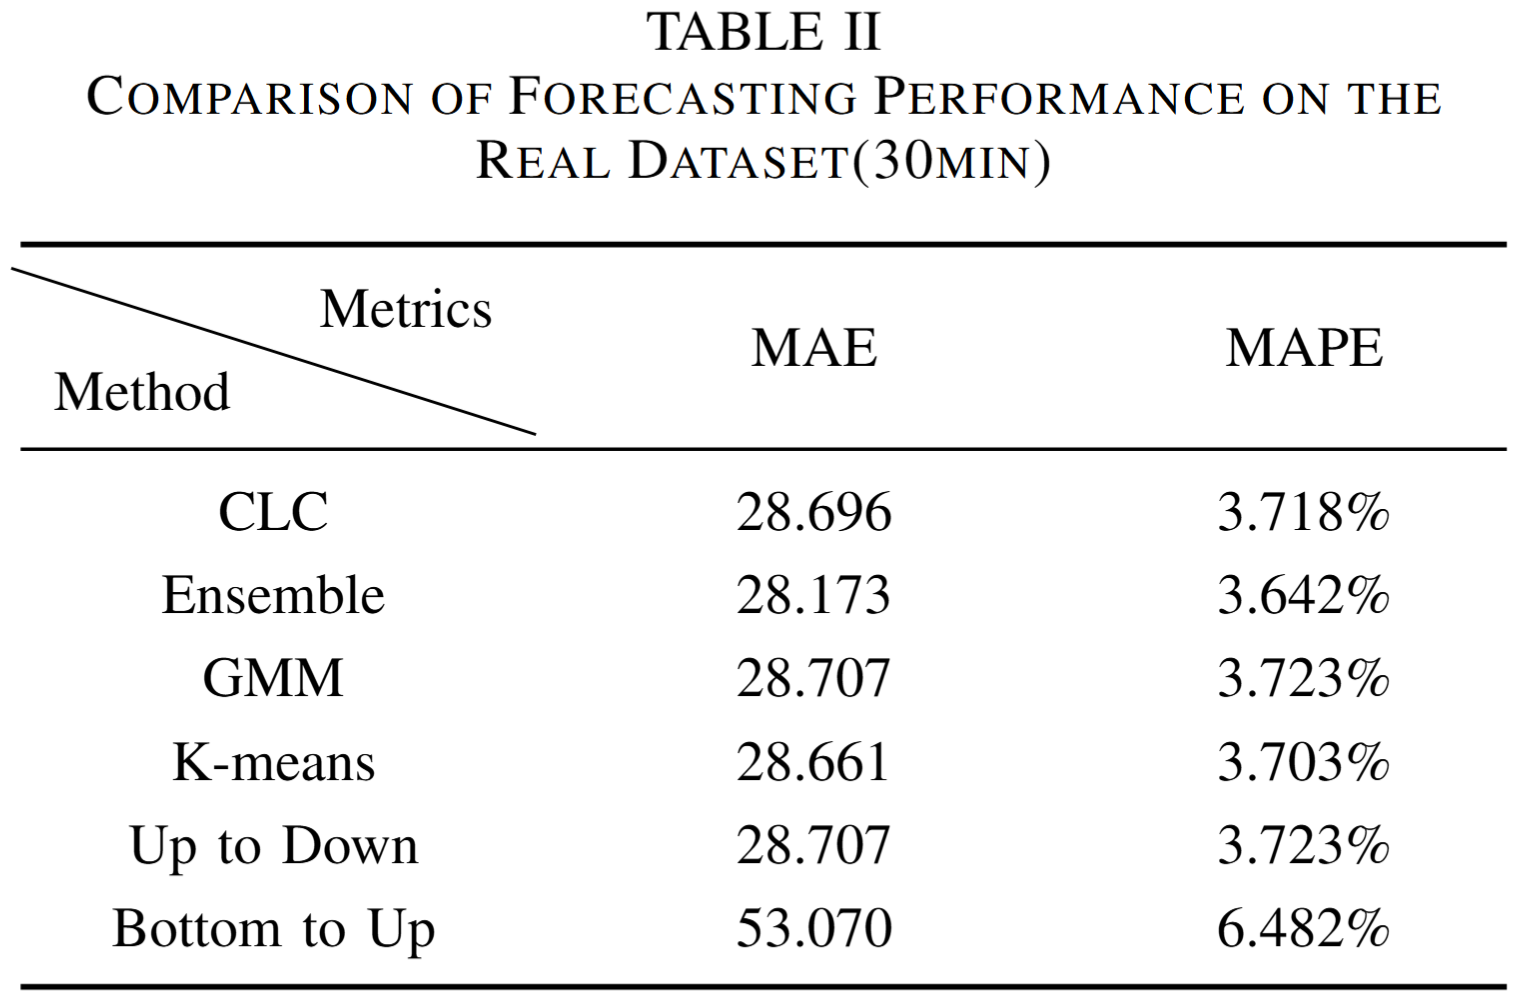 TABLE II
COMPARISON OF FORECASTING PERFORMANCE ON THE
REAL DATASET(30MIN)
Metrics
Method
MAE
MAPE
CLC 28.696 3.718%
Ensemble 28.173 3.642%
GMM 28.707 3.723%
K-means 28.661 3.703%
Up to Down 28.707 3.723%
Bottom to Up 53.070 6.482%